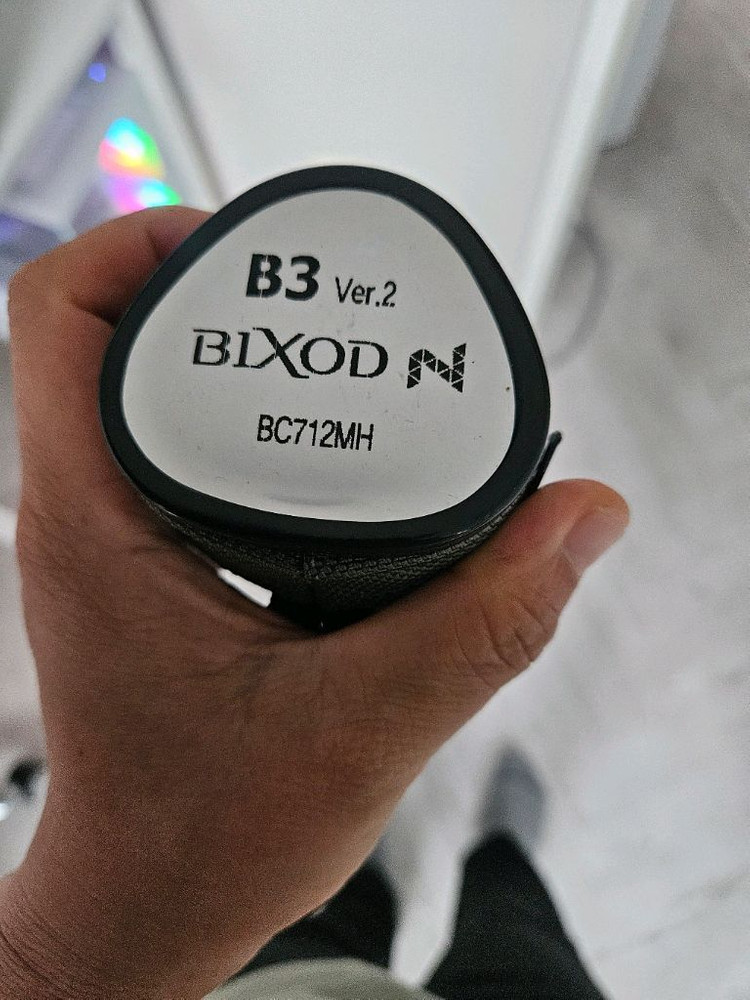 B3 Ver.2
BIXOD N
BC712MH